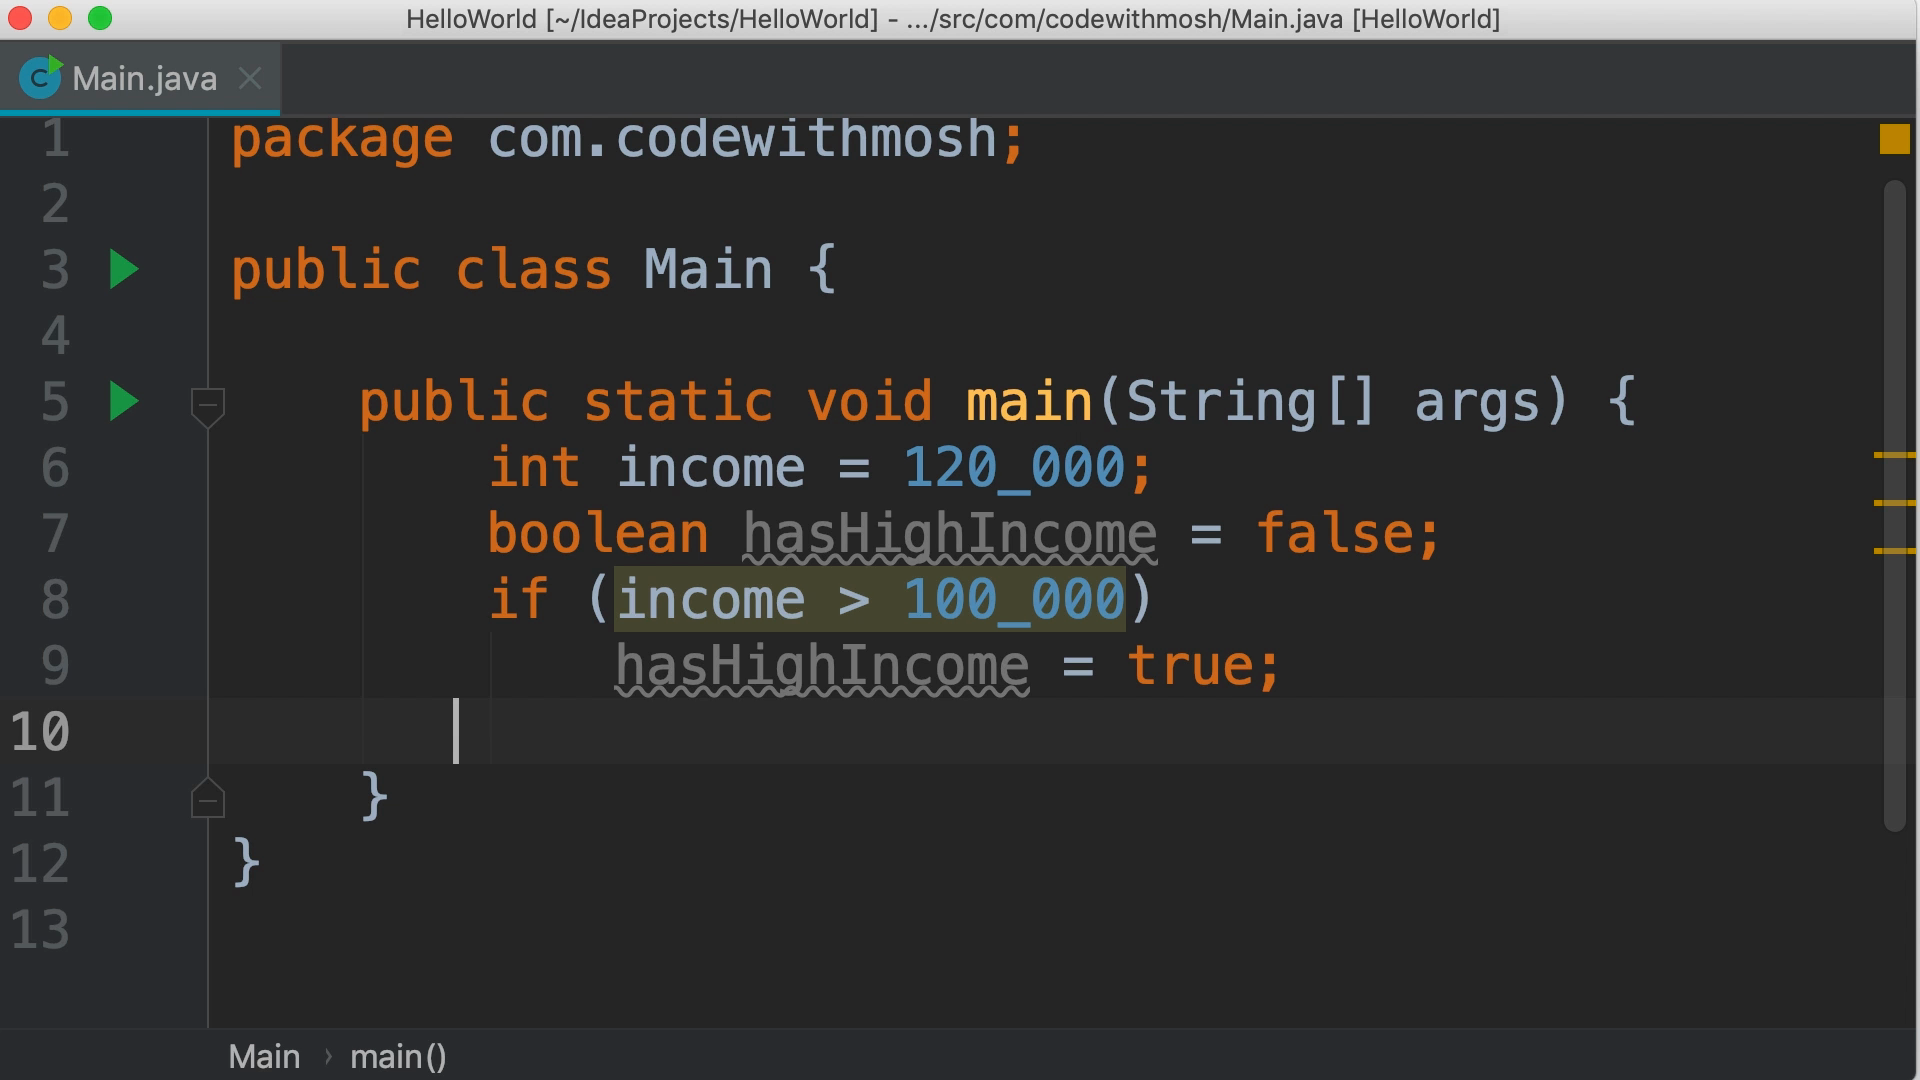 HelloWorld [~/IdeaProjects/HelloWorld] - .../src/com/codewithmosh/Main.java [HelloWorld]
C Main.java
1 package com.codewithmosh;
2
3 public class Main {
4
5 public static void main(String[] args) {
6 int income = 120_000;
7 boolean hasHighIncome = false;
8 if (income > 100_000)
9 hasHighIncome = true;
10
11 }
12 }
13
Main › main()